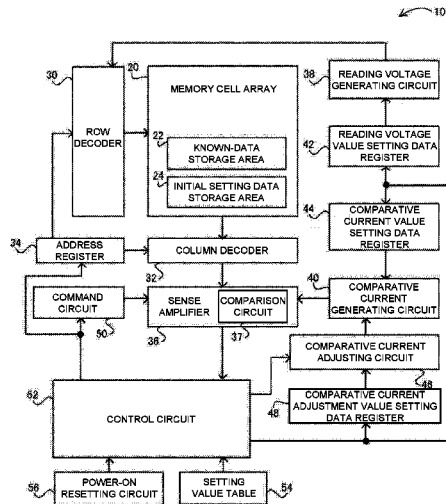 10
30
ROW
DECODER
20
MEMORY CELL ARRAY
22
KNOWN-DATA
STORAGE AREA
24
INITIAL SETTING DATA
STORAGE AREA
38
READING VOLTAGE
GENERATING CIRCUIT
42
READING VOLTAGE
VALUE SETTING DATA
REGISTER
44
COMPARATIVE
CURRENT VALUE
SETTING DATA
REGISTER
34
ADDRESS
REGISTER
COLUMN DECODER
32
40
COMPARATIVE
CURRENT
GENERATING CIRCUIT
COMMAND
CIRCUIT
50
SENSE
AMPLIFIER
36
COMPARISON
CIRCUIT
37
COMPARATIVE CURRENT
ADJUSTING CIRCUIT
46
52
CONTROL CIRCUIT
48
COMPARATIVE CURRENT
ADJUSTMENT VALUE SETTING
DATA REGISTER
56
POWER-ON
RESETTING CIRCUIT
SETTING
VALUE TABLE
54